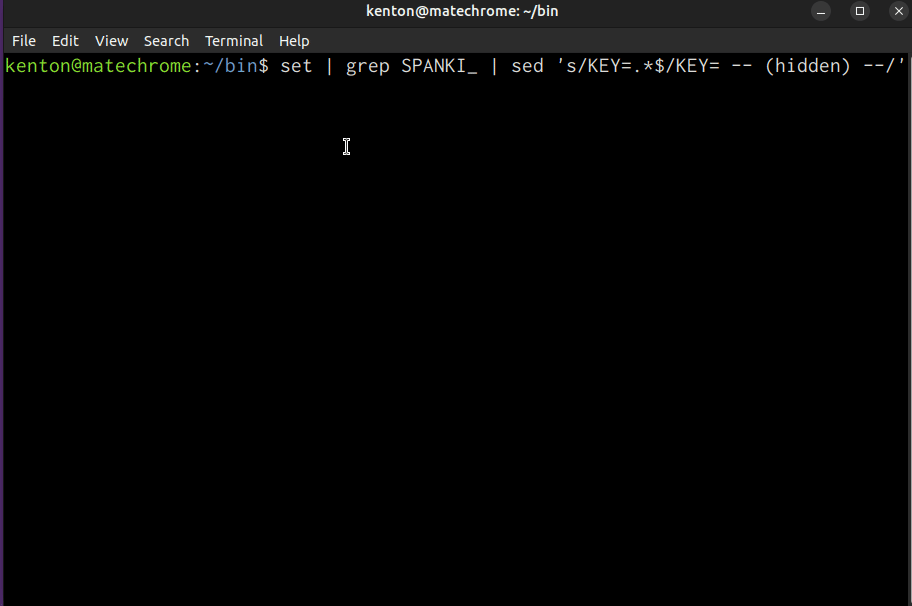 kenton@matechrome: ~/bin
File Edit View Search Terminal Help
kenton@matechrome:~/bin$ set | grep SPANKI_ | sed 's/KEY=.*$/KEY= -- (hidden) --/'